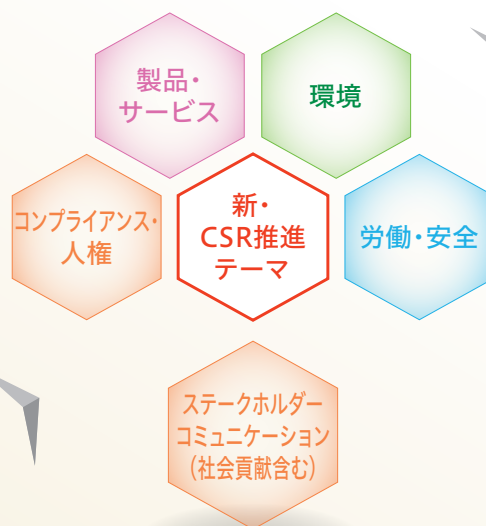 製品・
サービス
環境
コンプライアンス・
人権
新・
CSR推進
テーマ
労働・安全
ステークホルダー
コミュニケーション
(社会貢献含む)